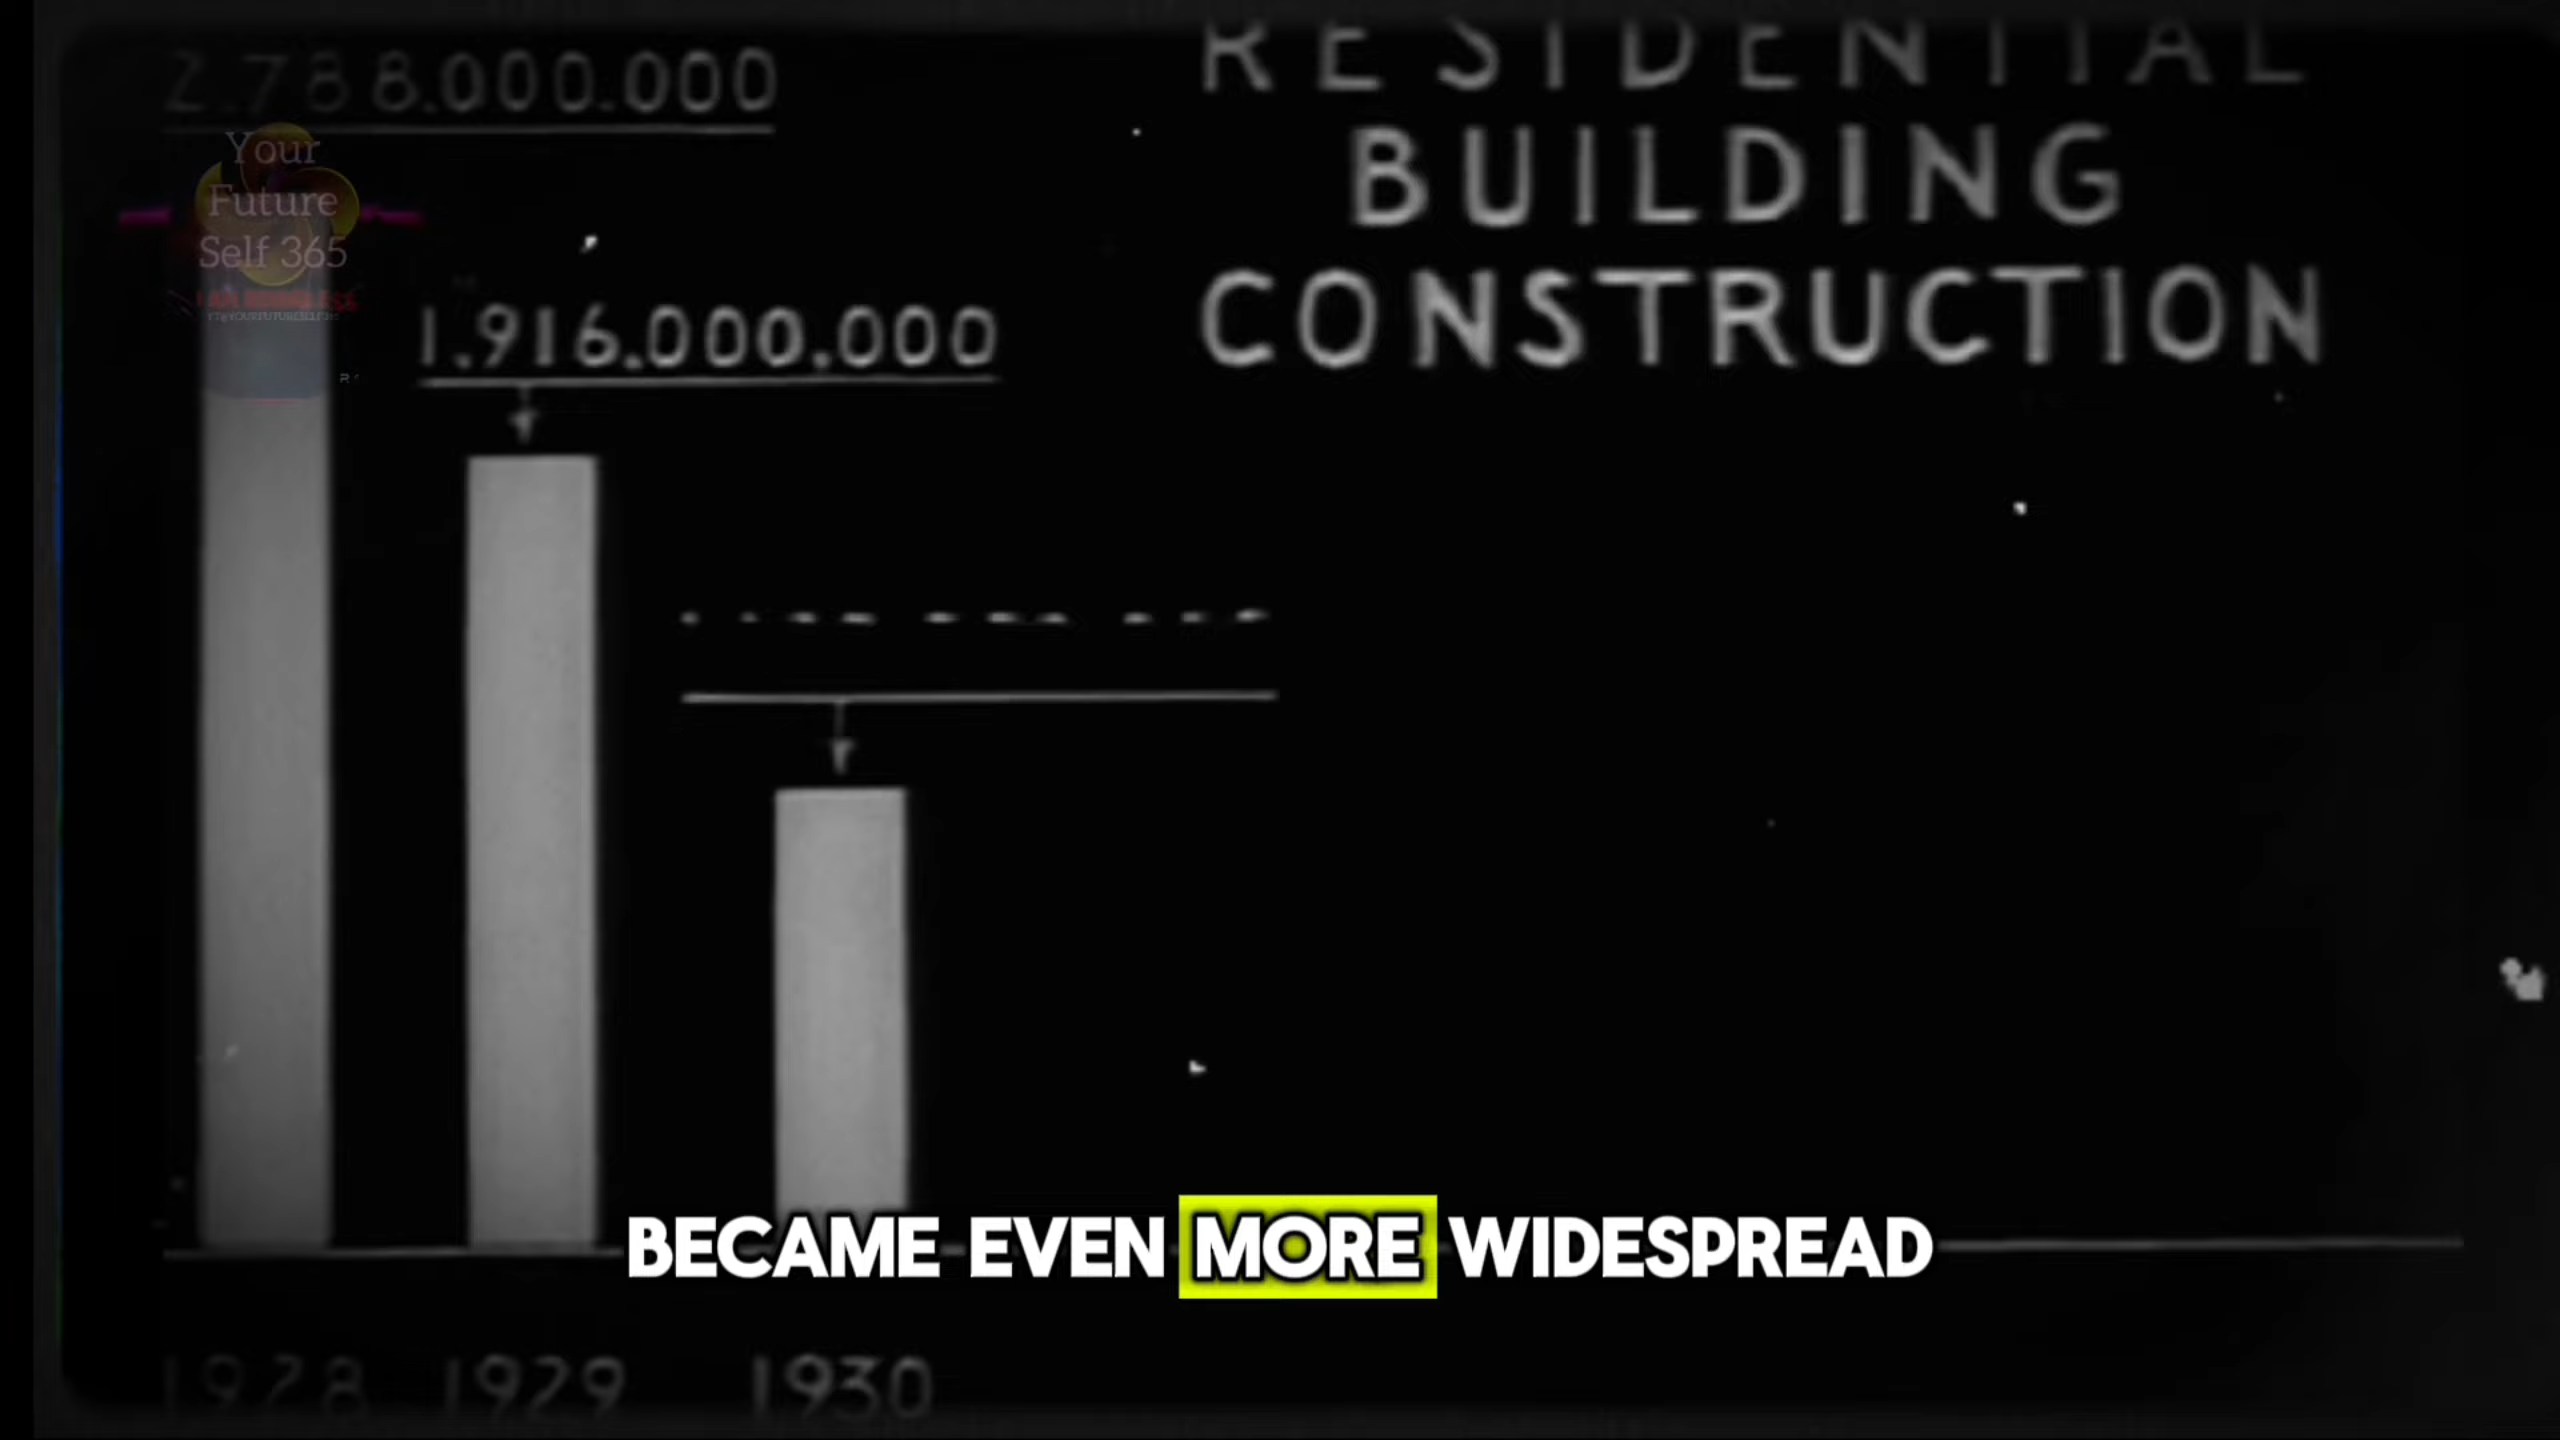 2.788.000.000
RESIDENTIAL
BUILDING
CONSTRUCTION
Your
Future
Self 365
1.916.000.000
BECAME EVEN MORE WIDESPREAD
1928 1929 1930